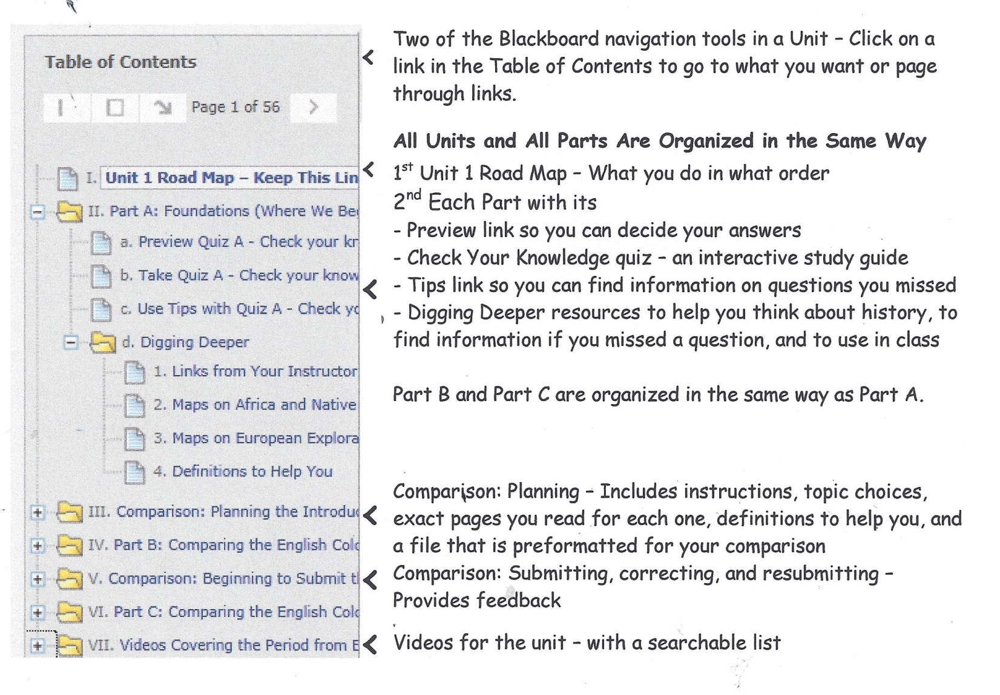 Table of Contents
Page 1 of 56
I. Unit 1 Road Map – Keep This Lin
II. Part A: Foundations (Where We Be
a. Preview Quiz A - Check your kr
b. Take Quiz A - Check your know
c. Use Tips with Quiz A - Check yo
d. Digging Deeper
1. Links from Your Instructor
2. Maps on Africa and Native
3. Maps on European Explora
4. Definitions to Help You
III. Comparison: Planning the Introdu
IV. Part B: Comparing the English Colo
V. Comparison: Beginning to Submit t
VI. Part C: Comparing the English Colo
VII. Videos Covering the Period from E
Two of the Blackboard navigation tools in a Unit – Click on a
link in the Table of Contents to go to what you want or page
through links.
All Units and All Parts Are Organized in the Same Way
1st Unit 1 Road Map – What you do in what order
2nd Each Part with its
- Preview link so you can decide your answers
- Check Your Knowledge quiz – an interactive study guide
- Tips link so you can find information on questions you missed
- Digging Deeper resources to help you think about history, to
find information if you missed a question, and to use in class
Part B and Part C are organized in the same way as Part A.
Comparison: Planning – Includes instructions, topic choices,
exact pages you read for each one, definitions to help you, and
a file that is preformatted for your comparison
Comparison: Submitting, correcting, and resubmitting –
Provides feedback
Videos for the unit – with a searchable list